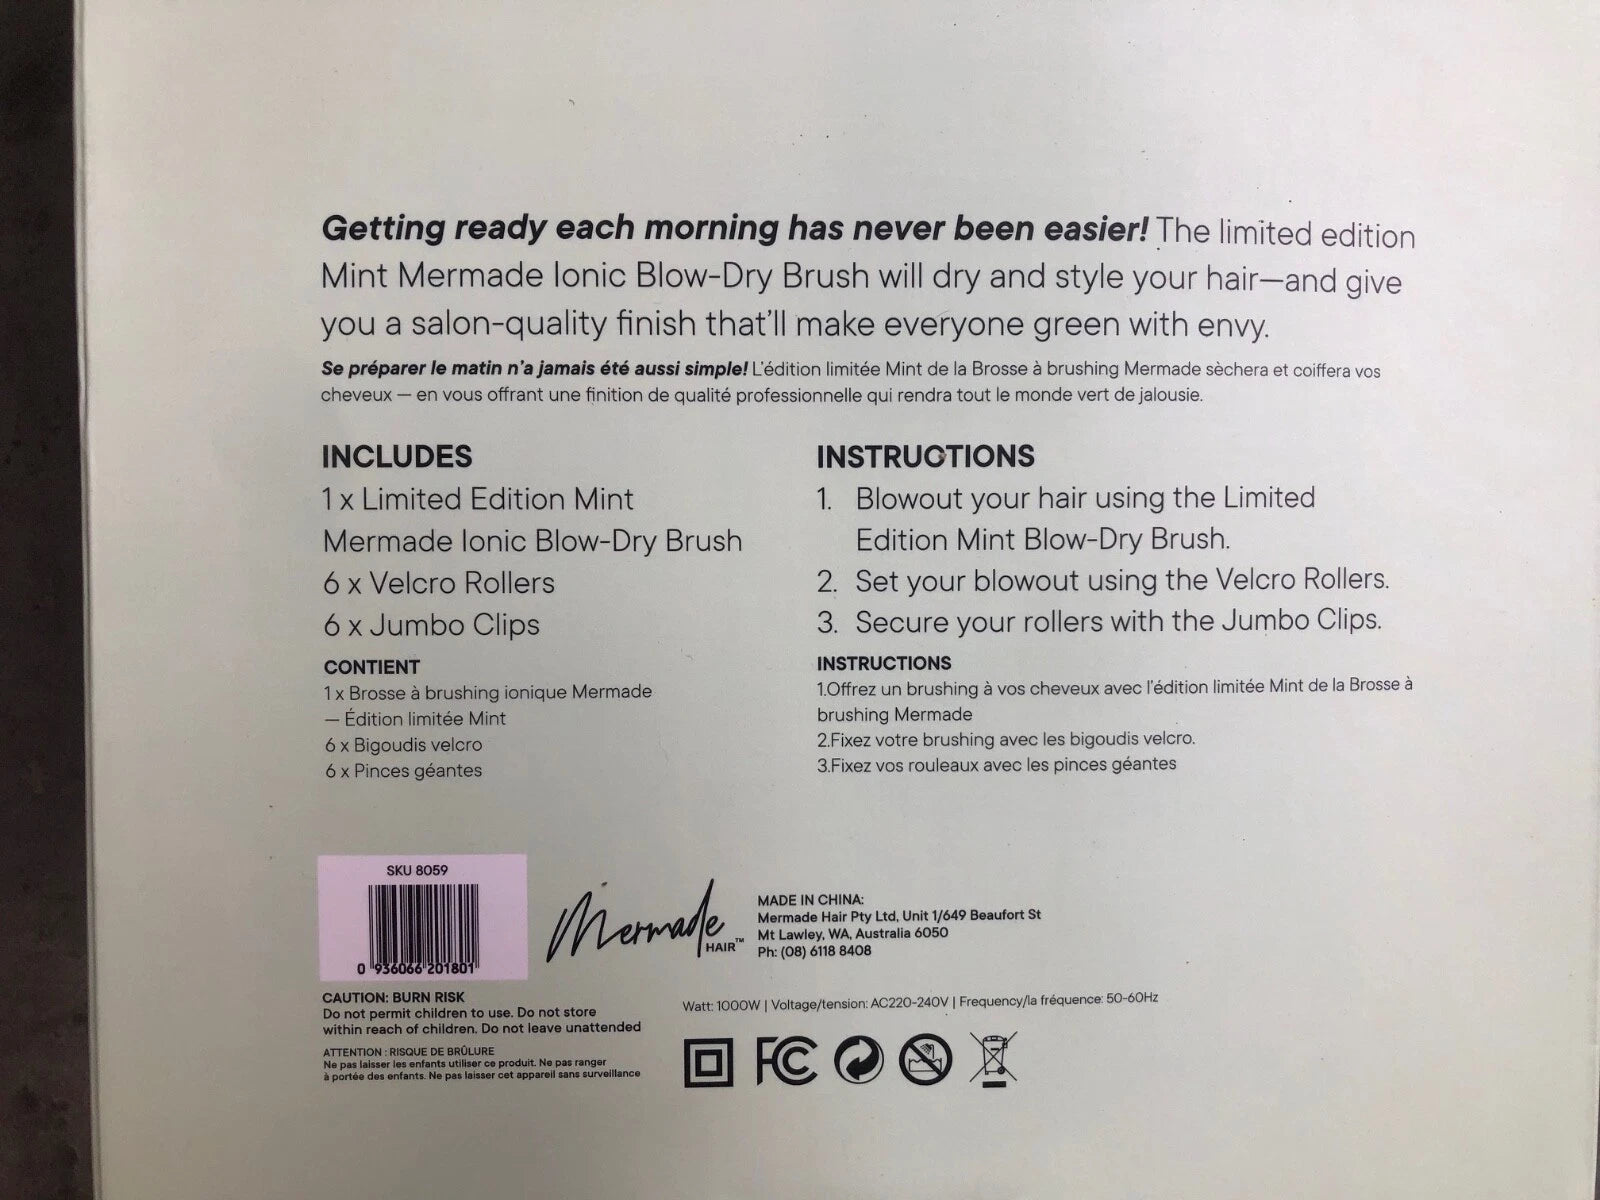 Getting ready each morning has never been easier! The limited edition
Mint Mermade Ionic Blow-Dry Brush will dry and style your hair—and give
you a salon-quality finish that'll make everyone green with envy.
Se préparer le matin n'a jamais été aussi simple! L'édition limitée Mint de la Brosse à brushing Mermade sèchera et coiffera vos
cheveux — en vous offrant une finition de qualité professionnelle qui rendra tout le monde vert de jalousie.
INCLUDES
1 x Limited Edition Mint
Mermade Ionic Blow-Dry Brush
6 x Velcro Rollers
6 x Jumbo Clips
CONTIENT
1 x Brosse à brushing ionique Mermade
— Édition limitée Mint
6 x Bigoudis velcro
6 x Pinces géantes
INSTRUCTIONS
1. Blowout your hair using the Limited
Edition Mint Blow-Dry Brush.
2. Set your blowout using the Velcro Rollers.
3. Secure your rollers with the Jumbo Clips.
INSTRUCTIONS
1.Offrez un brushing à vos cheveux avec l'édition limitée Mint de la Brosse à
brushing Mermade
2.Fixez votre brushing avec les bigoudis velcro.
3.Fixez vos rouleaux avec les pinces géantes
SKU 8059
0 936066 201801
Mermade
HAIR™
MADE IN CHINA:
Mermade Hair Pty Ltd, Unit 1/649 Beaufort St
Mt Lawley, WA, Australia 6050
Ph: (08) 6118 8408
CAUTION: BURN RISK
Do not permit children to use. Do not store
within reach of children. Do not leave unattended
ATTENTION : RISQUE DE BRÛLURE
Ne pas laisser les enfants utiliser ce produit. Ne pas ranger
à portée des enfants. Ne pas laisser cet appareil sans surveillance
Watt: 1000W | Voltage/tension: AC220-240V | Frequency/la fréquence: 50-60Hz
FC